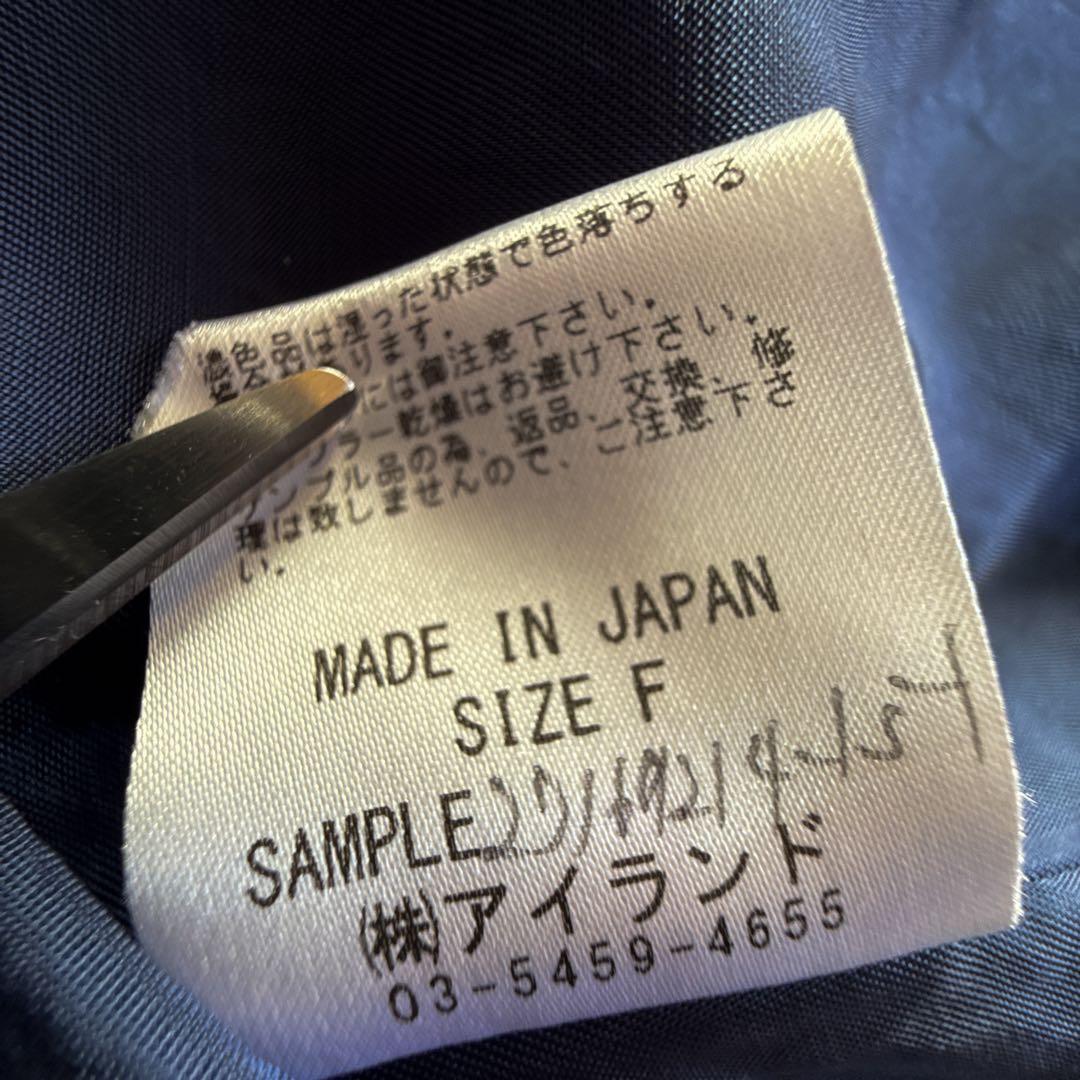 濃色品は湿った状態で色落ちする
ります.
には御注意下さい.
ラー乾燥はお避け下さい.
ンプル品の為、返品、交換、修
理は致しませんので、ご注意下さ
い.
MADE IN JAPAN
SIZE F
SAMPLE
(株)アイランド
03-5459-4655